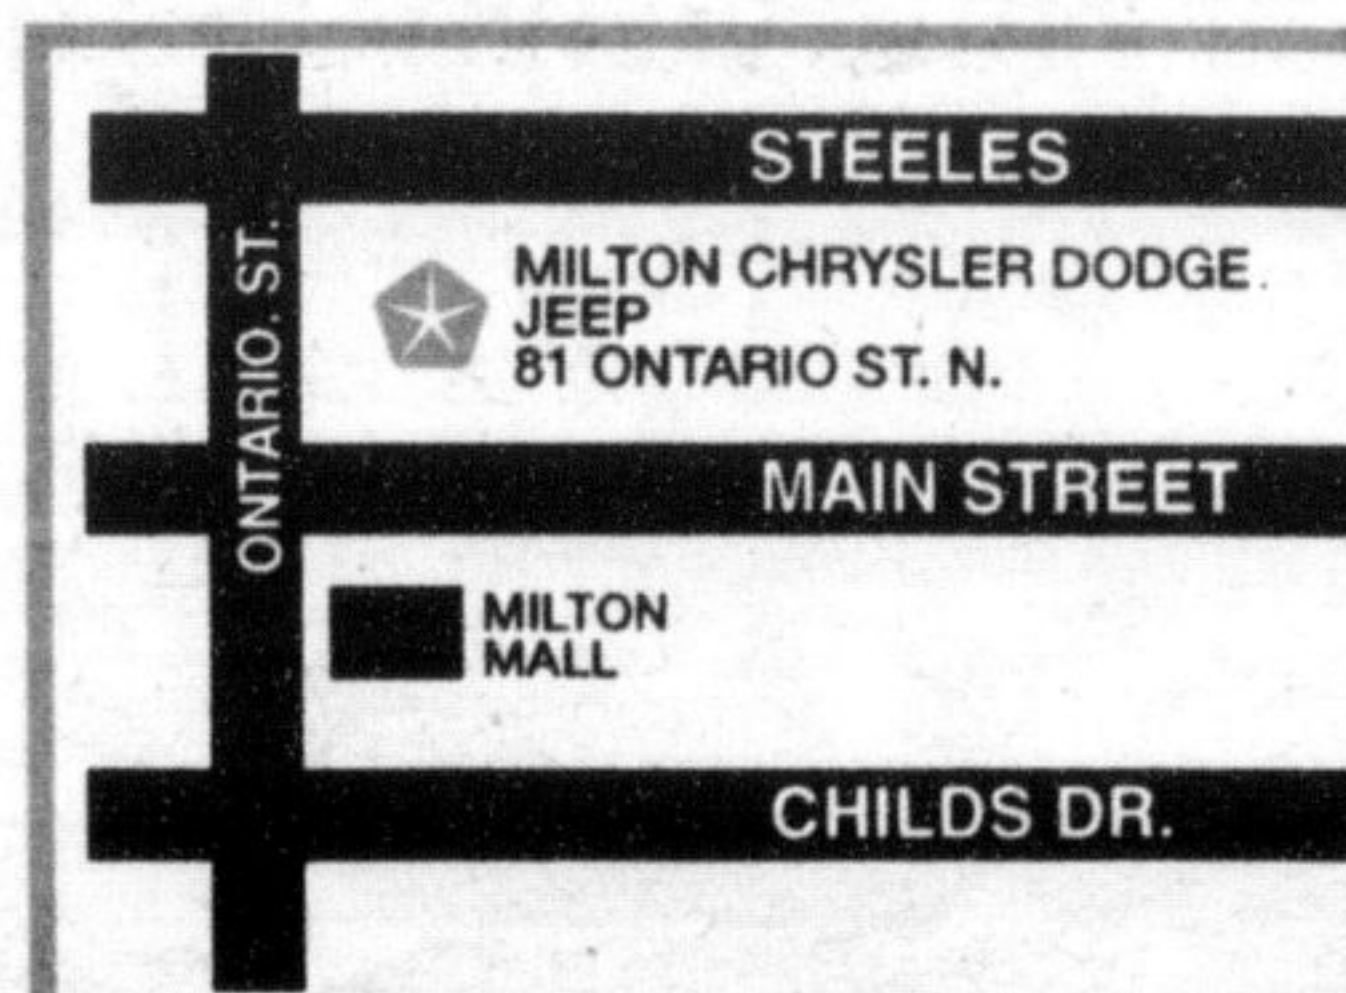 STEELES
ONTARIO. ST.
MILTON CHRYSLER DODGE
JEEP
81 ONTARIO ST. N.
MAIN STREET
MILTON
MALL
CHILDS DR.